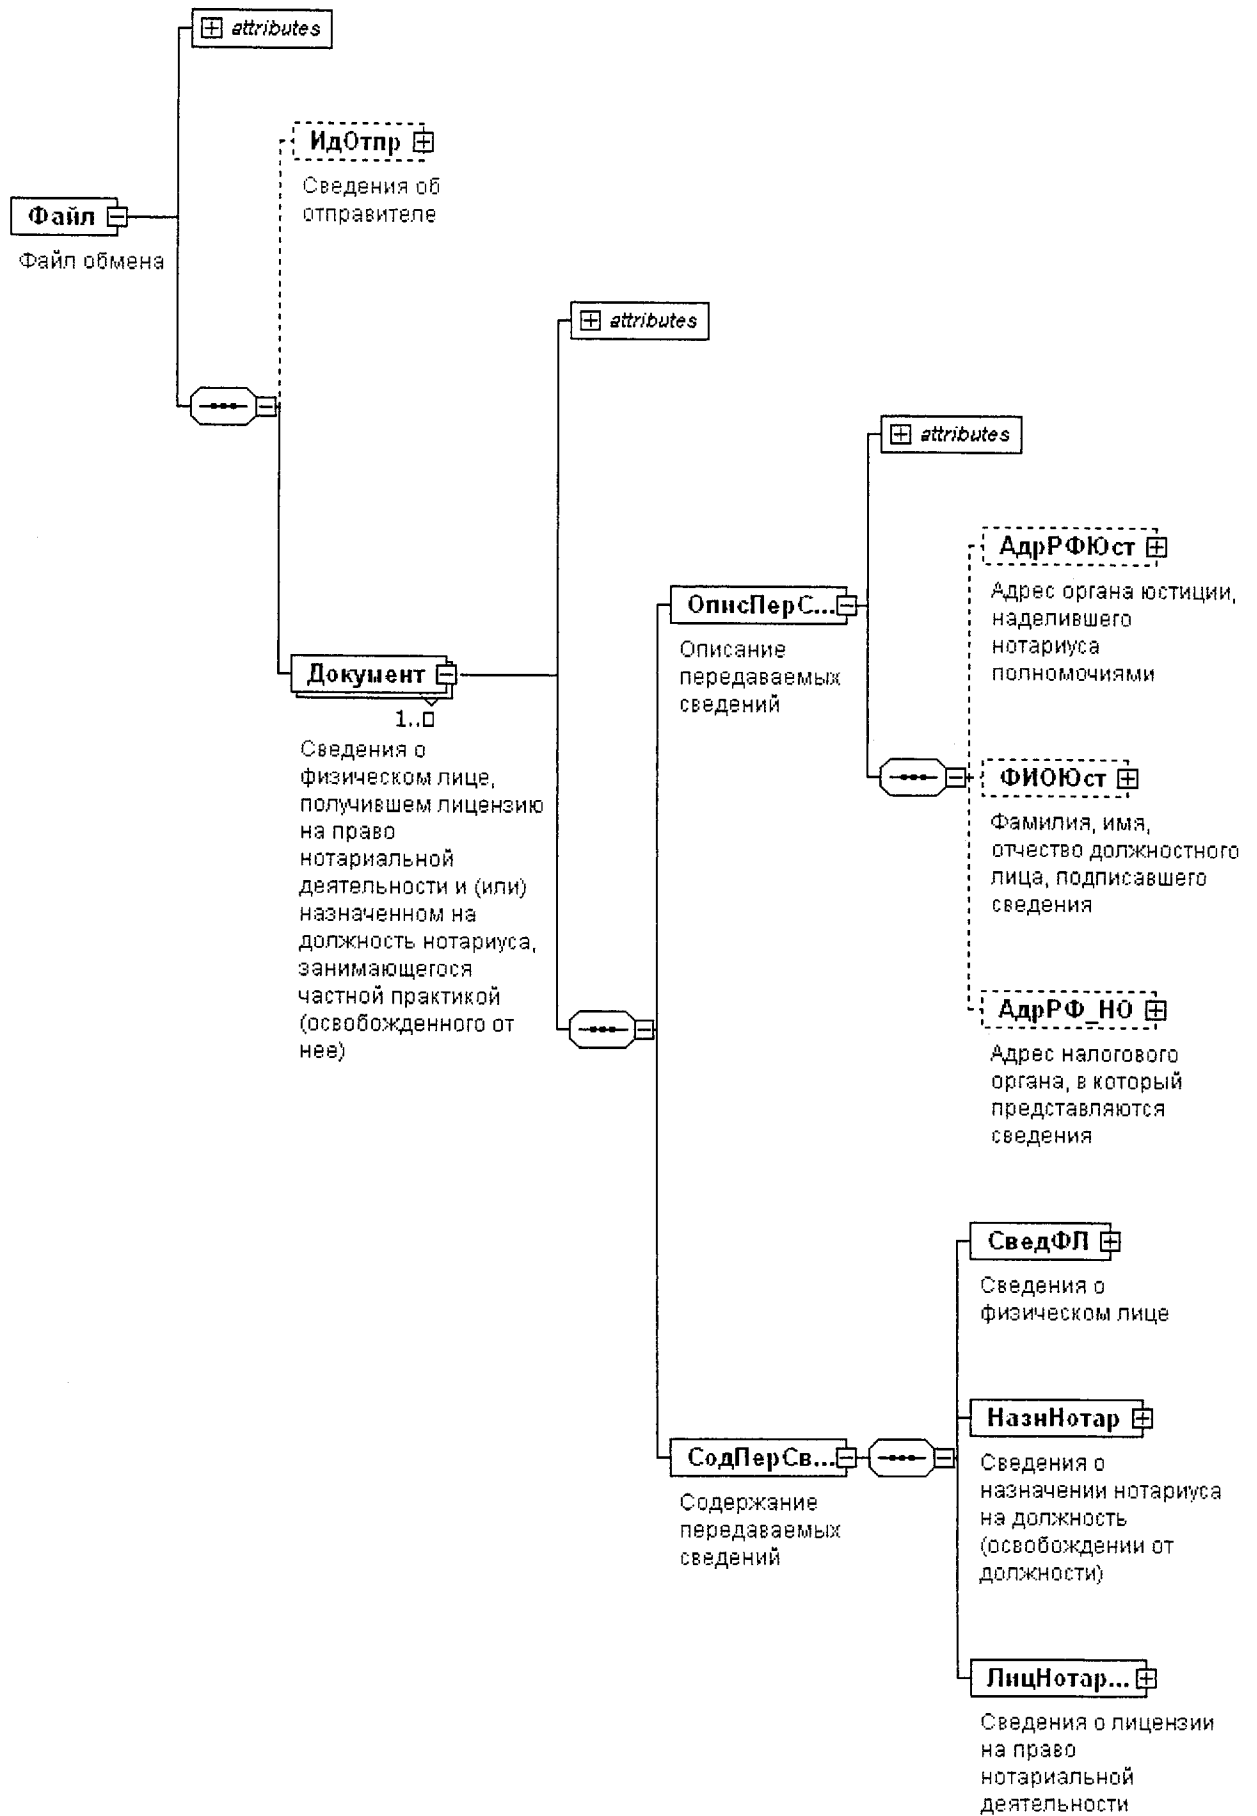 attributes
ИдОтпр
Сведения об
отправителе
Файл
Файл обмена
attributes
attributes
АдрРФЮст
Адрес органа юстиции,
наделившего
нотариуса
полномочиями
ОписПерС...
Описание
передаваемых
сведений
Документ
1..
Сведения о
физическом лице,
получившем лицензию
на право
нотариальной
деятельности и (или)
назначенном на
должность нотариуса,
занимающегося
частной практикой
(освобожденного от
нее)
ФИОЮст
Фамилия, имя,
отчество должностного
лица, подписавшего
сведения
АдрРФ_НО
Адрес налогового
органа, в который
представляются
сведения
СведФЛ
Сведения о
физическом лице
НазнНотар
Сведения о
назначении нотариуса
на должность
(освобождении от
должности)
СодПерСв...
Содержание
передаваемых
сведений
ЛицНотар...
Сведения о лицензии
на право
нотариальной
деятельности